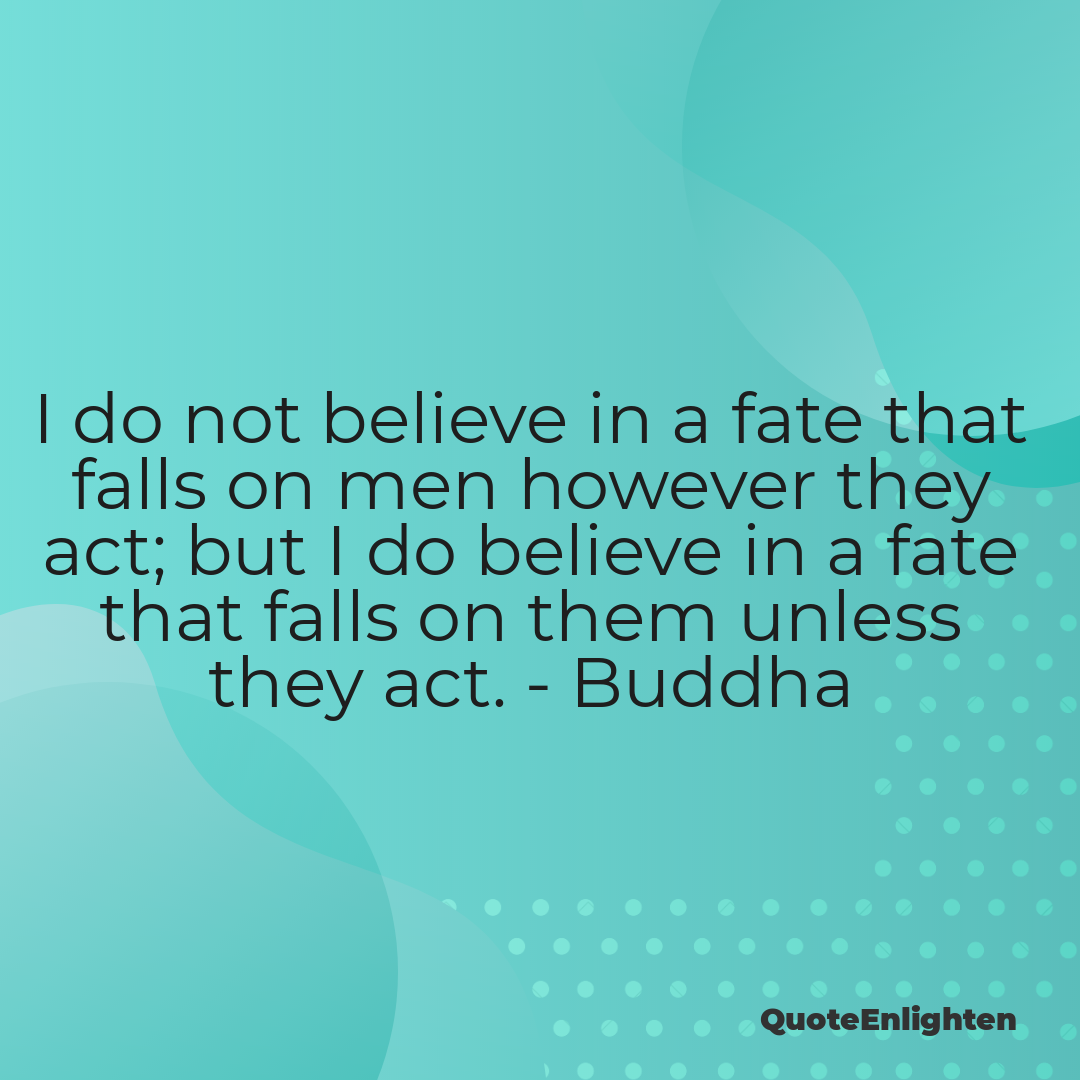 I do not believe in a fate that
falls on men however they
act; but I do believe in a fate
that falls on them unless
they act. - Buddha
QuoteEnlighten